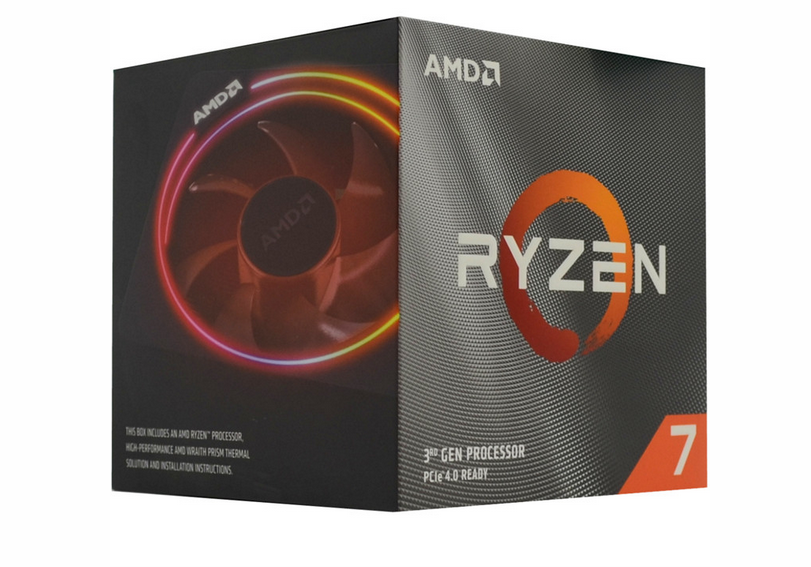 AMD
AMD
THIS BOX INCLUDES AN AMD RYZEN™ PROCESSOR,
HIGH-PERFORMANCE AMD WRAITH PRISM THERMAL
SOLUTION AND INSTALLATION INSTRUCTIONS.
AMD
RYZEN
3RD GEN PROCESSOR
PCIe® 4.0 READY
7